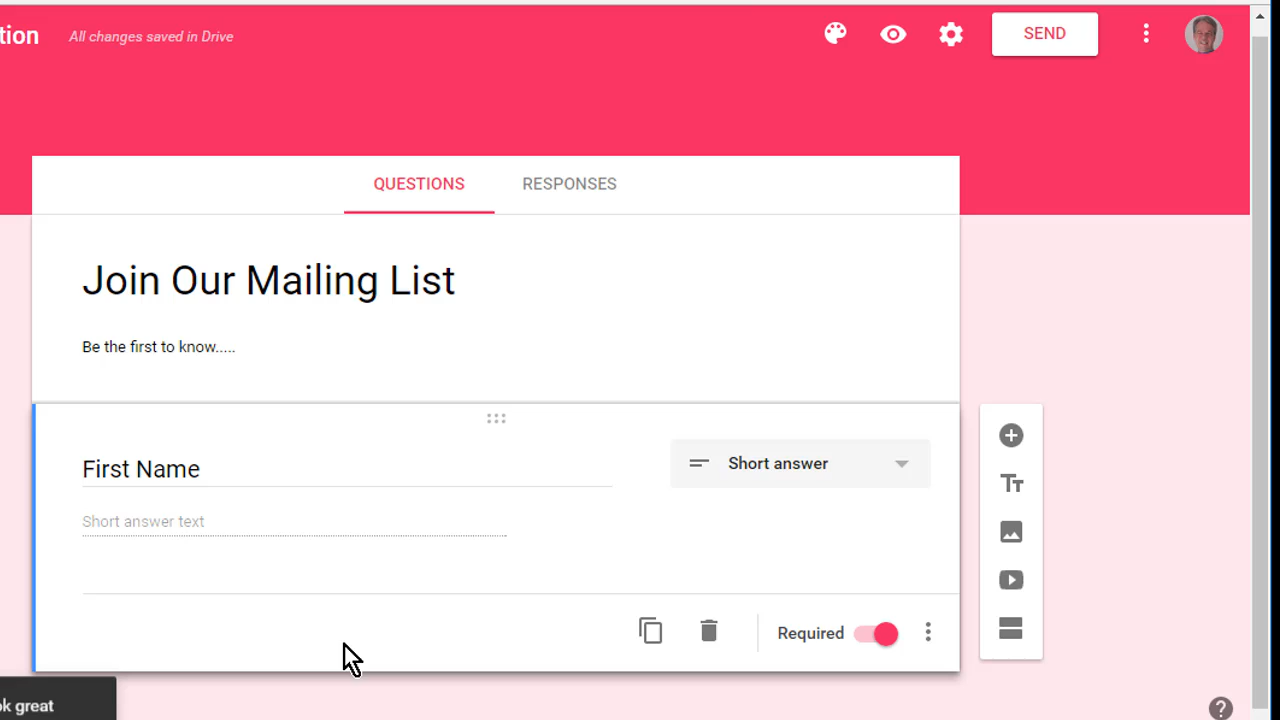 tion
All changes saved in Drive
SEND
QUESTIONS
RESPONSES
Join Our Mailing List
Be the first to know.....
First Name
Short answer
Short answer text
Required
ok great